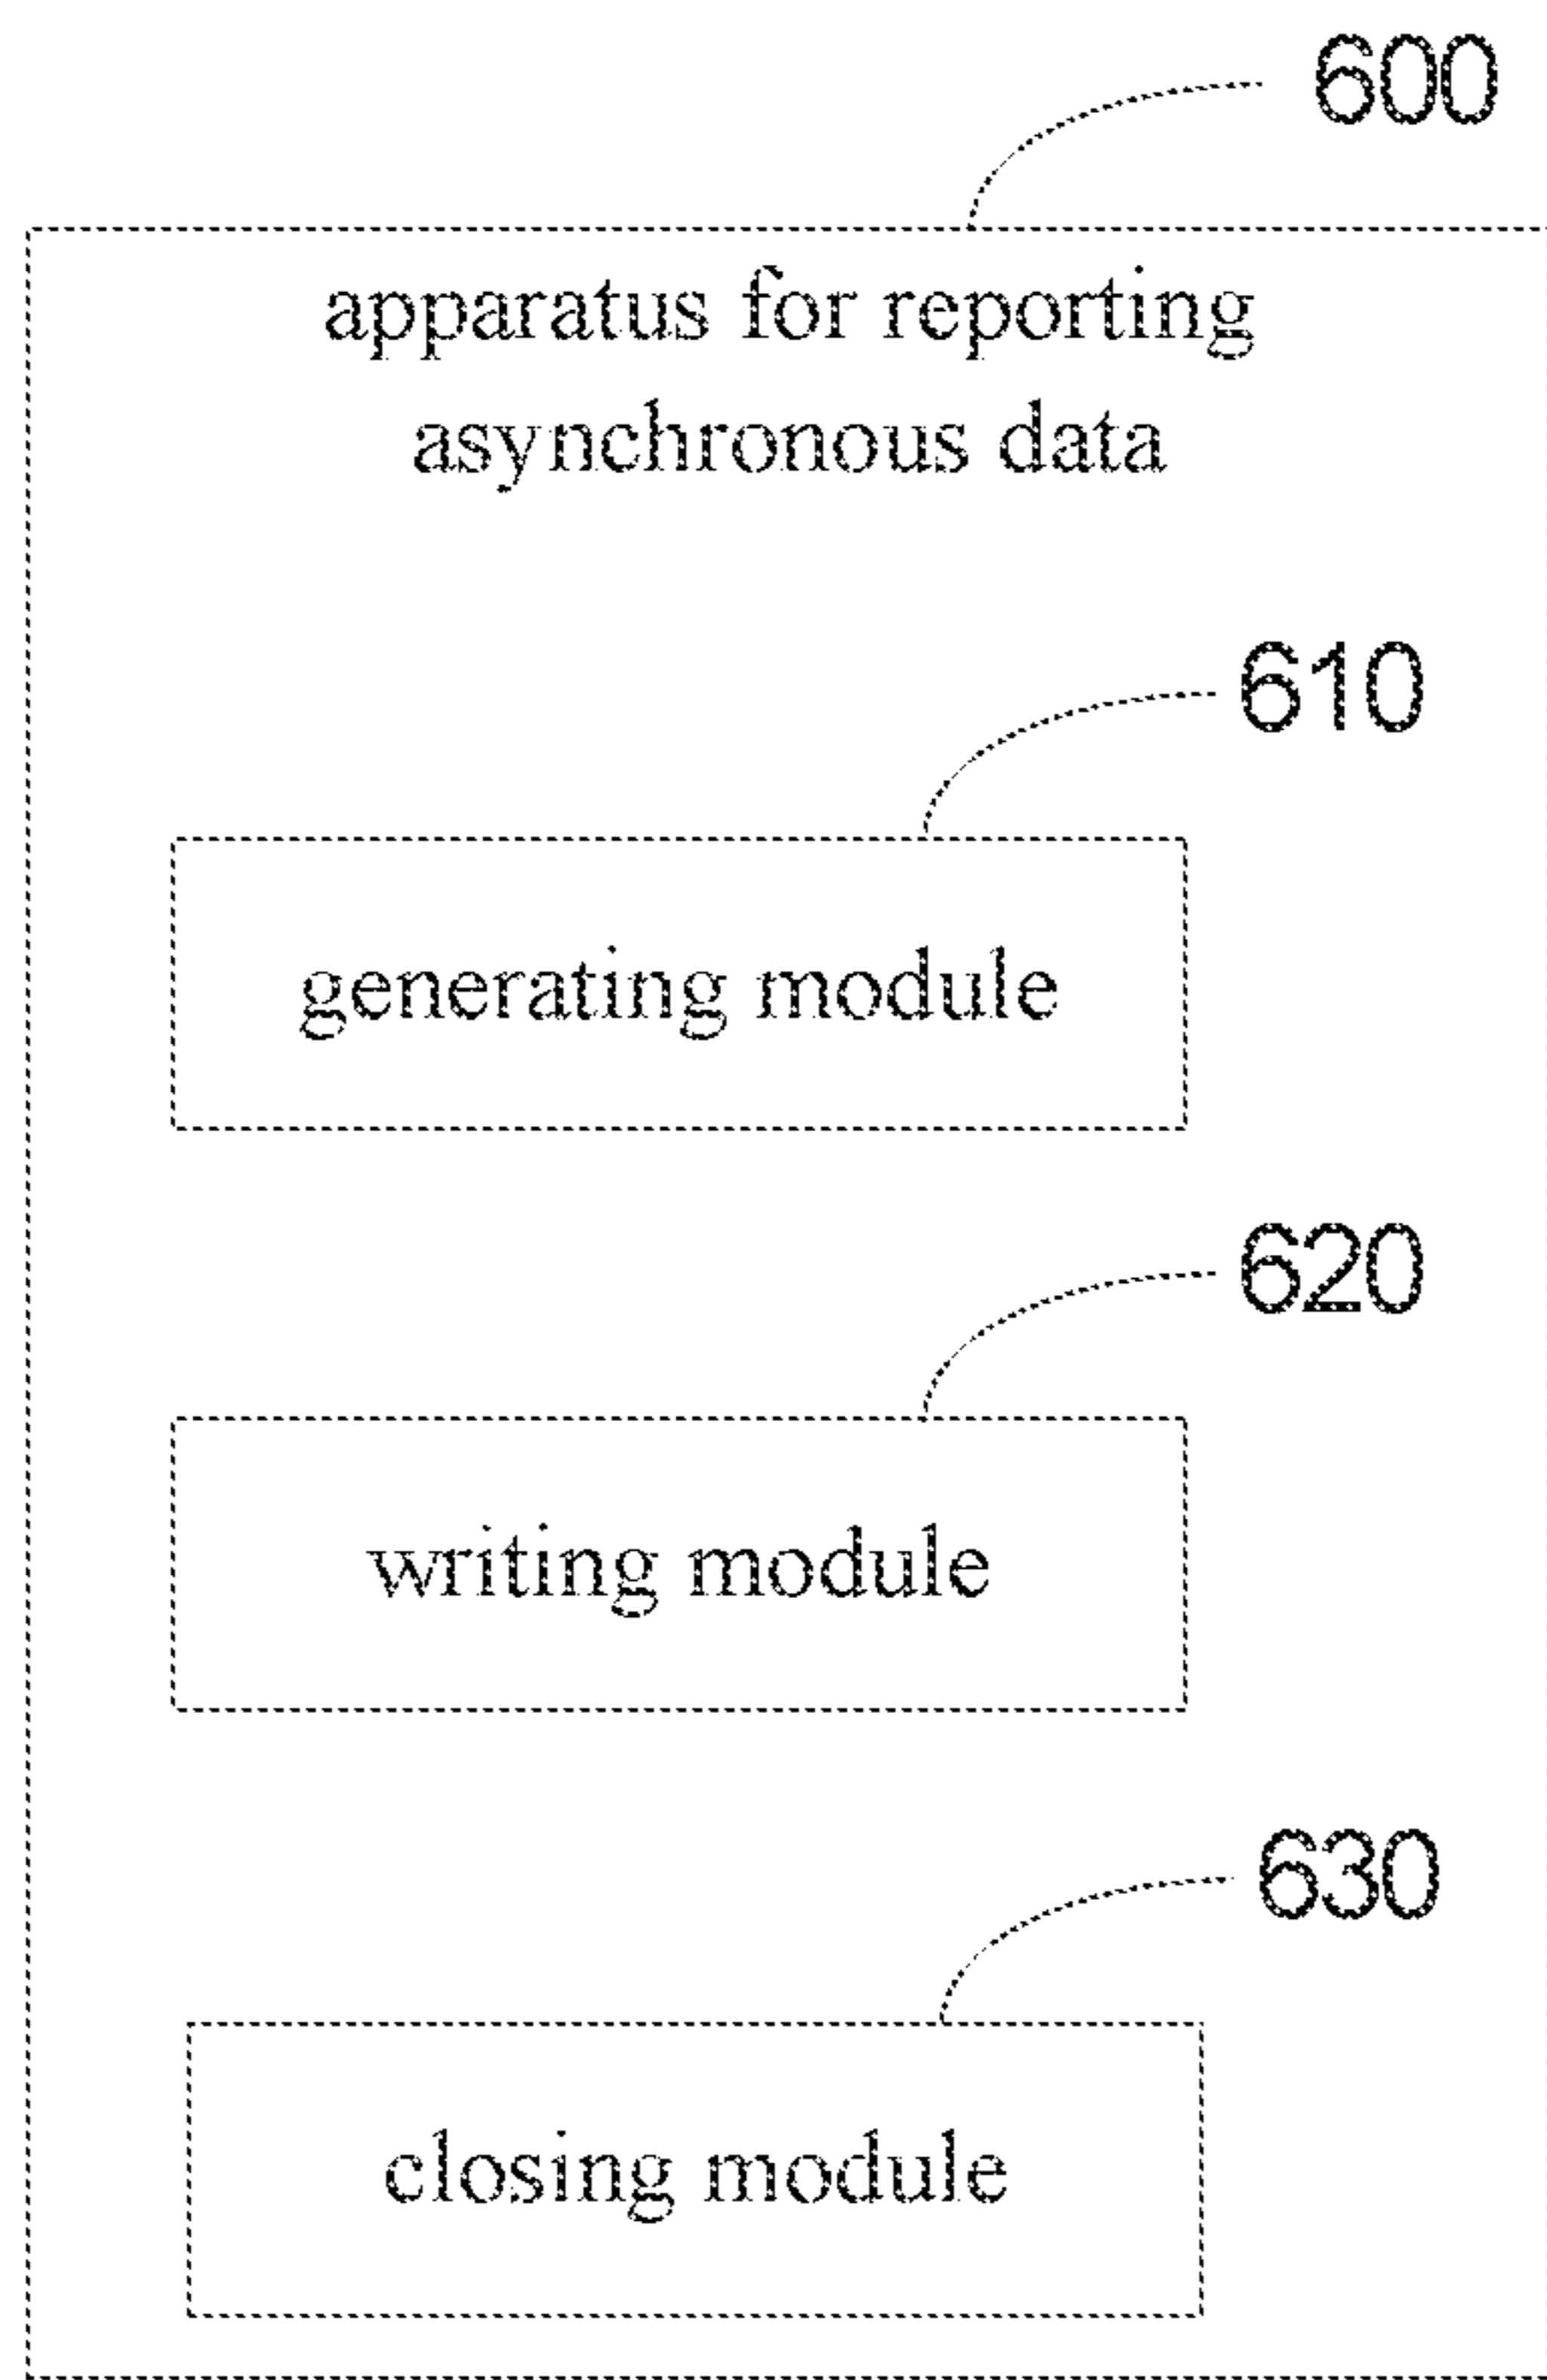 600
apparatus for reporting
asynchronous data
610
generating module
620
writing module
630
closing module